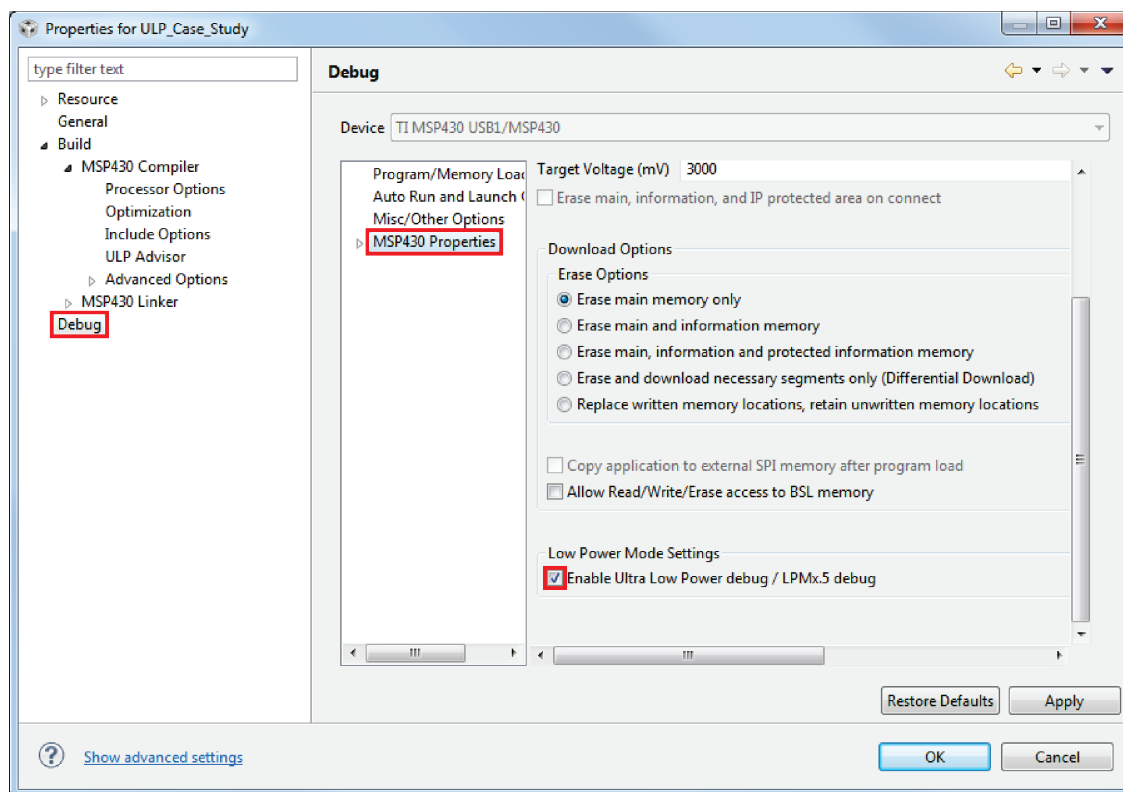 Properties for ULP_Case_Study
type filter text
Resource
General
Build
MSP430 Compiler
Processor Options
Optimization
Include Options
ULP Advisor
Advanced Options
MSP430 Linker
Debug
Debug
Device TI MSP430 USB1/MSP430
Program/Memory Load
Auto Run and Launch
Misc/Other Options
MSP430 Properties
Target Voltage (mV) 3000
Erase main, information, and IP protected area on connect
Download Options
Erase Options
Erase main memory only
Erase main and information memory
Erase main, information and protected information memory
Erase and download necessary segments only (Differential Download)
Replace written memory locations, retain unwritten memory locations
Copy application to external SPI memory after program load
Allow Read/Write/Erase access to BSL memory
Low Power Mode Settings
Enable Ultra Low Power debug / LPMx.5 debug
Restore Defaults
Apply
Show advanced settings
OK
Cancel